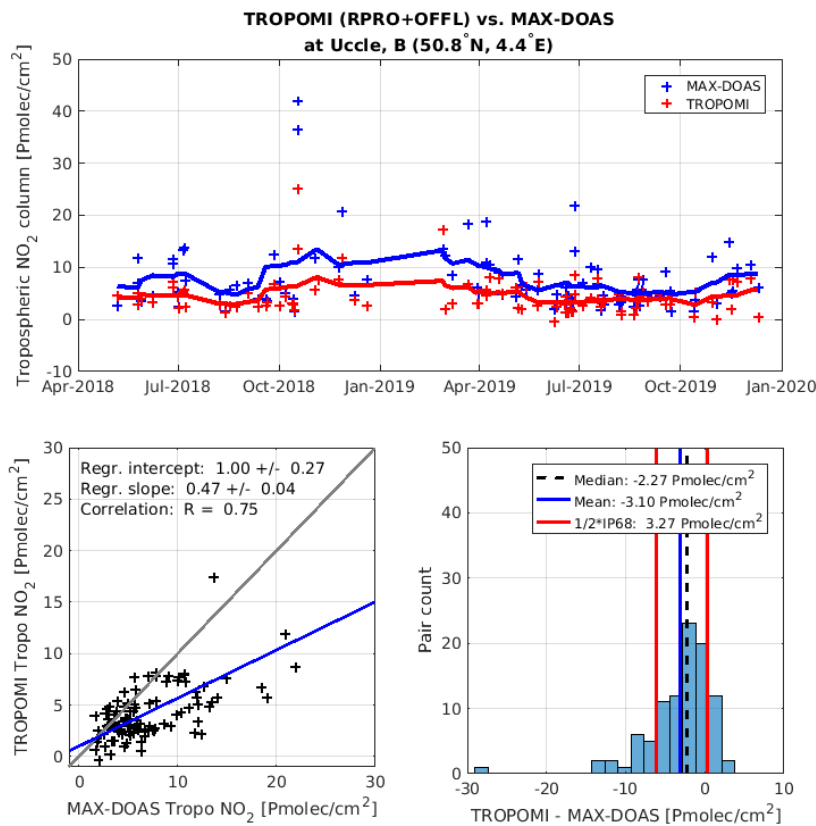 TROPOMI (RPRO+OFFL) vs. MAX-DOAS
at Uccle, B (50.8°N, 4.4°E)
Topospheric NO2 column [Pmolec/cm2]
50
40
30
20
10
0
-10
MAX-DOAS
TROPOMI
Apr-2018 Jul-2018 Oct-2018 Jan-2019 Apr-2019 Jul-2019 Oct-2019 Jan-2020
TROPOMI Tropo NO2 [Pmolec/cm2]
30
25
20
15
10
5
0
Regr. intercept: 1.00 +/- 0.27
Regr. slope: 0.47 +/- 0.04
Correlation: R = 0.75
0 10 20 30
MAX-DOAS Tropo NO2 [Pmolec/cm2]
Pair count
50
40
30
20
10
0
Median: -2.27 Pmolec/cm2
Mean: -3.10 Pmolec/cm2
1/2*IP68: 3.27 Pmolec/cm2
-30 -20 -10 0 10
TROPOMI - MAX-DOAS [Pmolec/cm2]